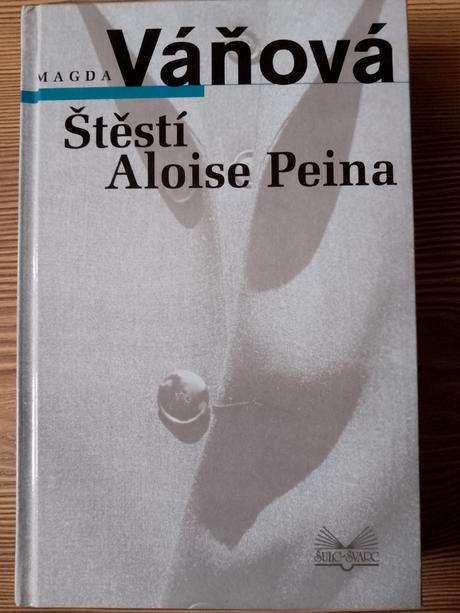 MAGDA Váňová
Štěstí
Aloise Peina
ŠULC-ŠVARC